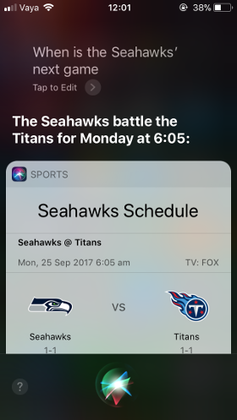 Vaya 12:01 38%
When is the Seahawks'
next game
Tap to Edit
The Seahawks battle the
Titans for Monday at 6:05:
SPORTS
Seahawks Schedule
Seahawks @ Titans
Mon, 25 Sep 2017 6:05 am TV: FOX
VS
T
Seahawks Titans
1-1 1-1
?